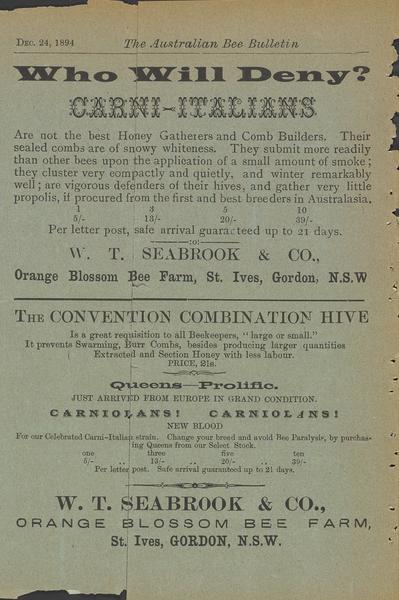 DEC. 24, 1894 The Australian Bee Bulletin
Who Will Deny?
CARNI-ITALIANS
Are not the best Honey Gatherers and Comb Builders. Their
sealed combs are of snowy whiteness. They submit more readily
than other bees upon the application of a small amount of smoke;
they cluster very compactly and quietly, and winter remarkably
well; are vigorous defenders of their hives, and gather very little
propolis, if procured from the first and best breeders in Australasia.
1 3 5 10
5/- 13/- 20/- 39/-
Per letter post, safe arrival guaracteed up to 21 days.
:o:
W. T. SEABROOK & CO.,
Orange Blossom Bee Farm, St. Ives, Gordon, N.S.W
THE CONVENTION COMBINATION HIVE
Is a great requisition to all Beekeepers, "large or small."
It prevents Swarming, Burr Combs, besides producing larger quantities
Extracted and Section Honey with less labour.
PRICE, 21s.
Queens—Prolific.
JUST ARRIVED FROM EUROPE IN GRAND CONDITION.
CARNIOLANS! CARNIOLANS!
NEW BLOOD
For our Celebrated Carni-Italian strain. Change your breed and avoid Bee Paralysis, by purchas-
ing Queens from our Select Stock.
one three five ten
5/- ,, 13/- ,, 20/- ,, 39/-
Per letter post. Safe arrival guaranteed up to 21 days.
W. T. SEABROOK & CO.,
ORANGE BLOSSOM BEE FARM,
St. Ives, GORDON, N.S.W.